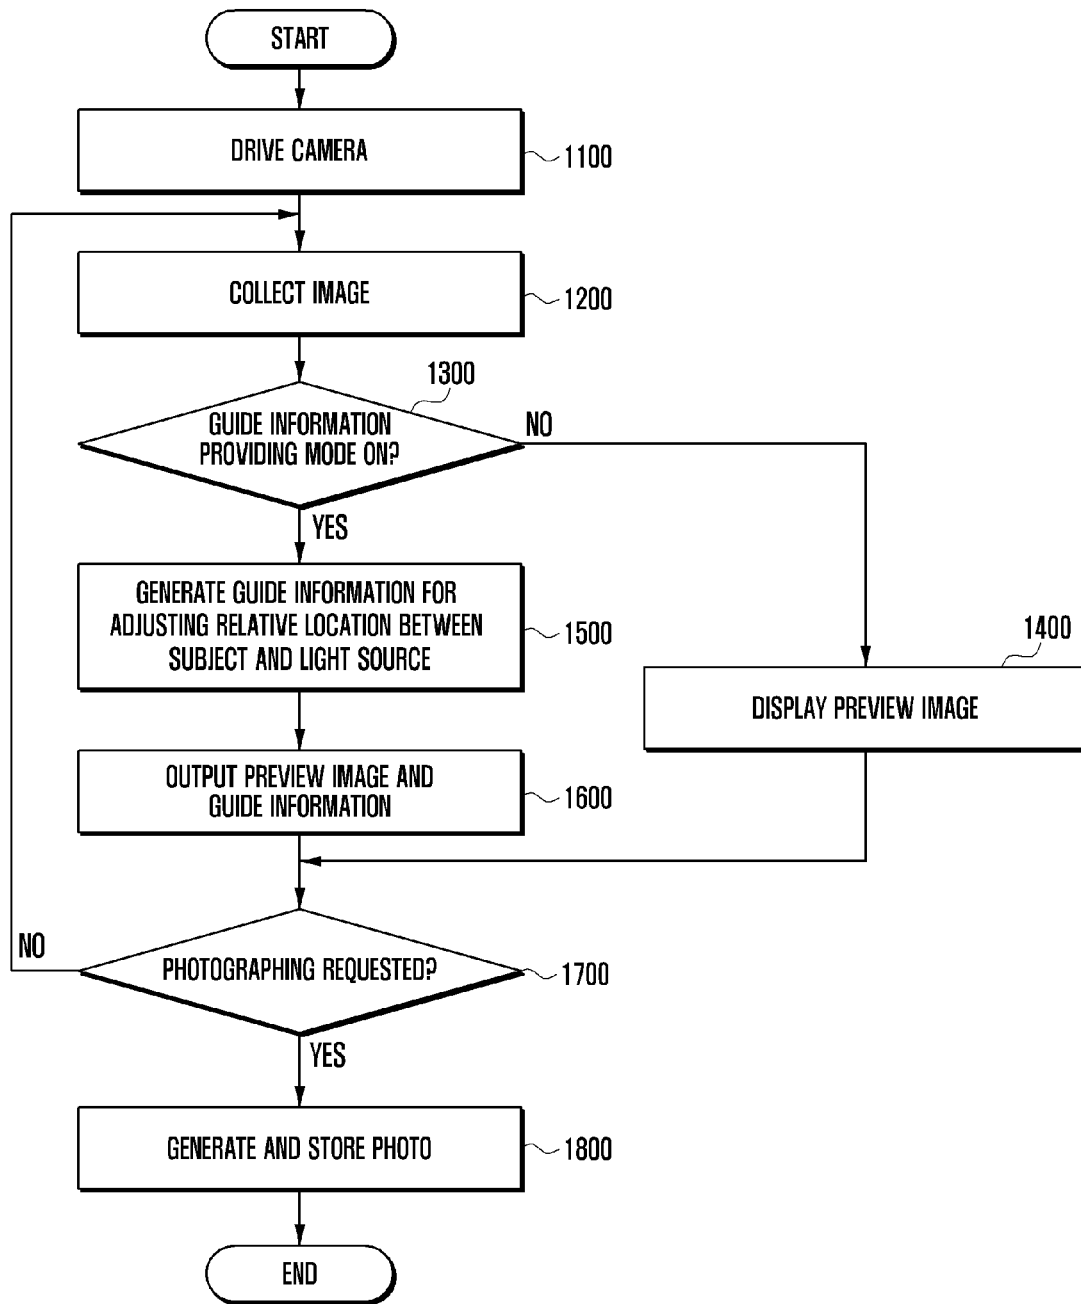 START
DRIVE CAMERA
1100
COLLECT IMAGE
1200
1300
GUIDE INFORMATION
PROVIDING MODE ON?
NO
YES
GENERATE GUIDE INFORMATION FOR
ADJUSTING RELATIVE LOCATION BETWEEN
SUBJECT AND LIGHT SOURCE
1500
1400
DISPLAY PREVIEW IMAGE
OUTPUT PREVIEW IMAGE AND
GUIDE INFORMATION
1600
NO
PHOTOGRAPHING REQUESTED?
1700
YES
GENERATE AND STORE PHOTO
1800
END